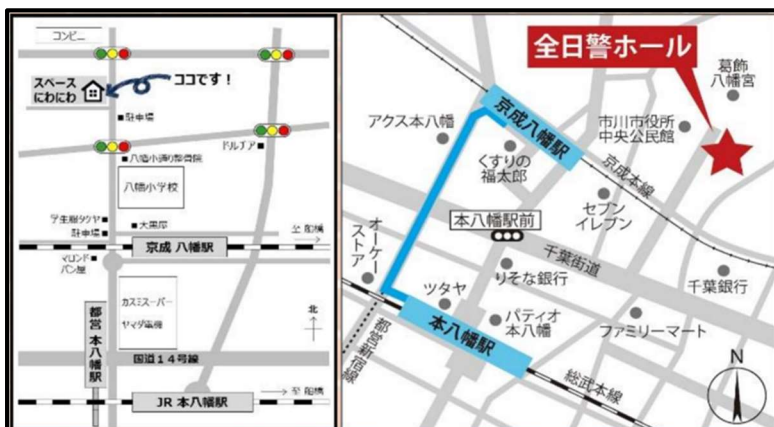 コンビニ
スペース
にわにわ
ココです！
■駐車場
ドルチア■
■八幡小通り整骨院
八幡小学校
学生服タクヤ■
■大黒屋
駐車場■
至 船橋
京成 八幡駅
マロンド
パン屋
カスミスーパー
ヤマダ電機
北
都営 本八幡駅
国道１４号線
至 船橋
JR 本八幡駅
全日警ホール
葛飾
八幡宮
アクス本八幡
京成八幡駅
市川市役所
中央公民館
くすりの
福太郎
京成本線
セブン
イレブン
本八幡駅前
オーケー
ストア
千葉街道
りそな銀行
千葉銀行
ツタヤ
パティオ
本八幡
ファミリーマート
本八幡駅
都営新宿線
総武本線
N